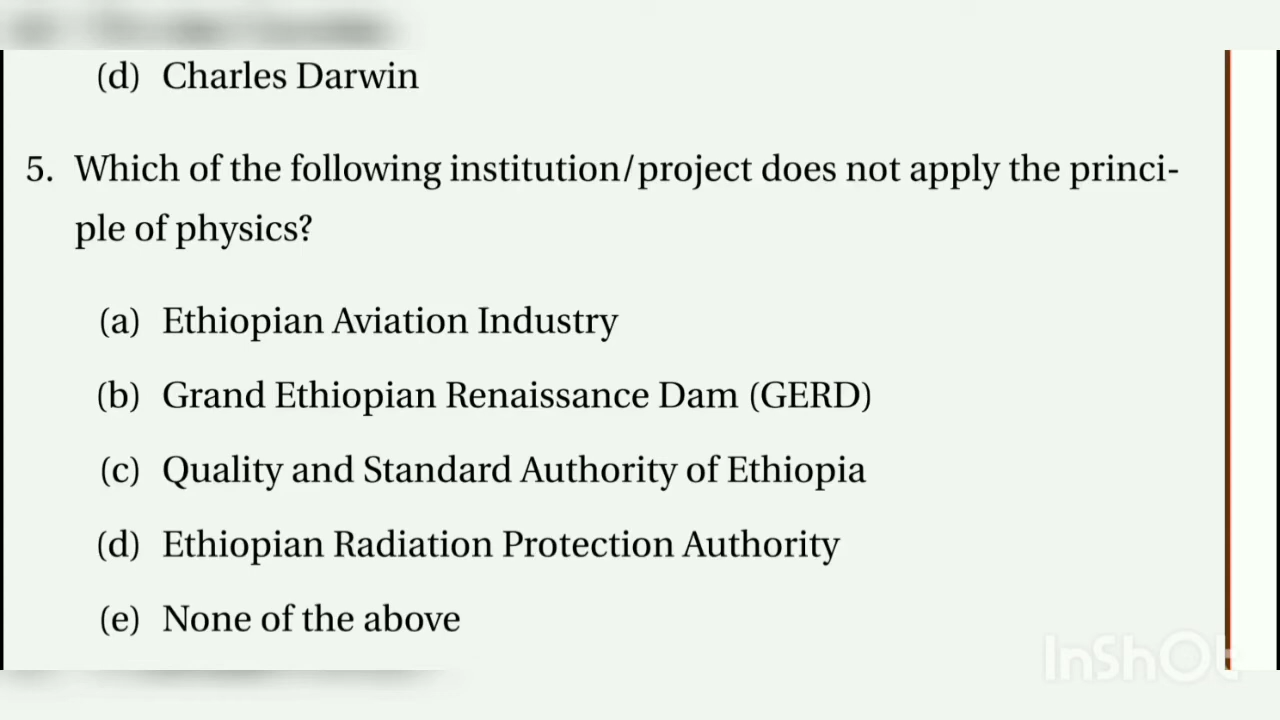 (d) Charles Darwin
5. Which of the following institution/project does not apply the princi-
ple of physics?
(a) Ethiopian Aviation Industry
(b) Grand Ethiopian Renaissance Dam (GERD)
(c) Quality and Standard Authority of Ethiopia
(d) Ethiopian Radiation Protection Authority
(e) None of the above
InShOt